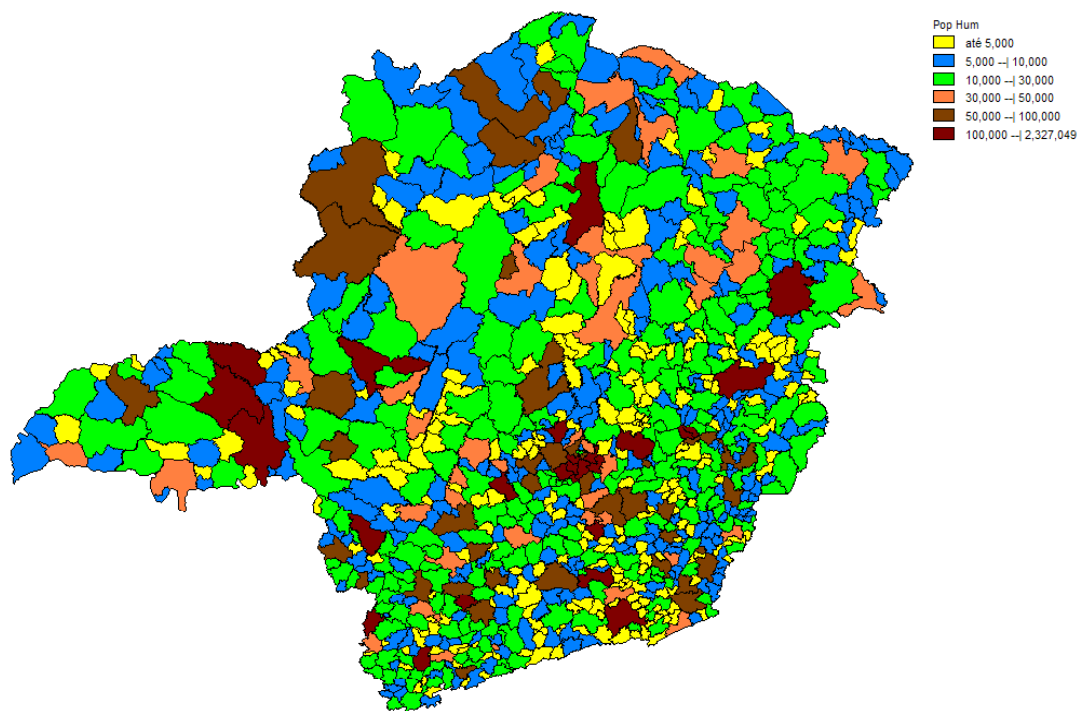 Pop Hum
até 5,000
5,000 --| 10,000
10,000 --| 30,000
30,000 --| 50,000
50,000 --| 100,000
100,000 --| 2,327,049